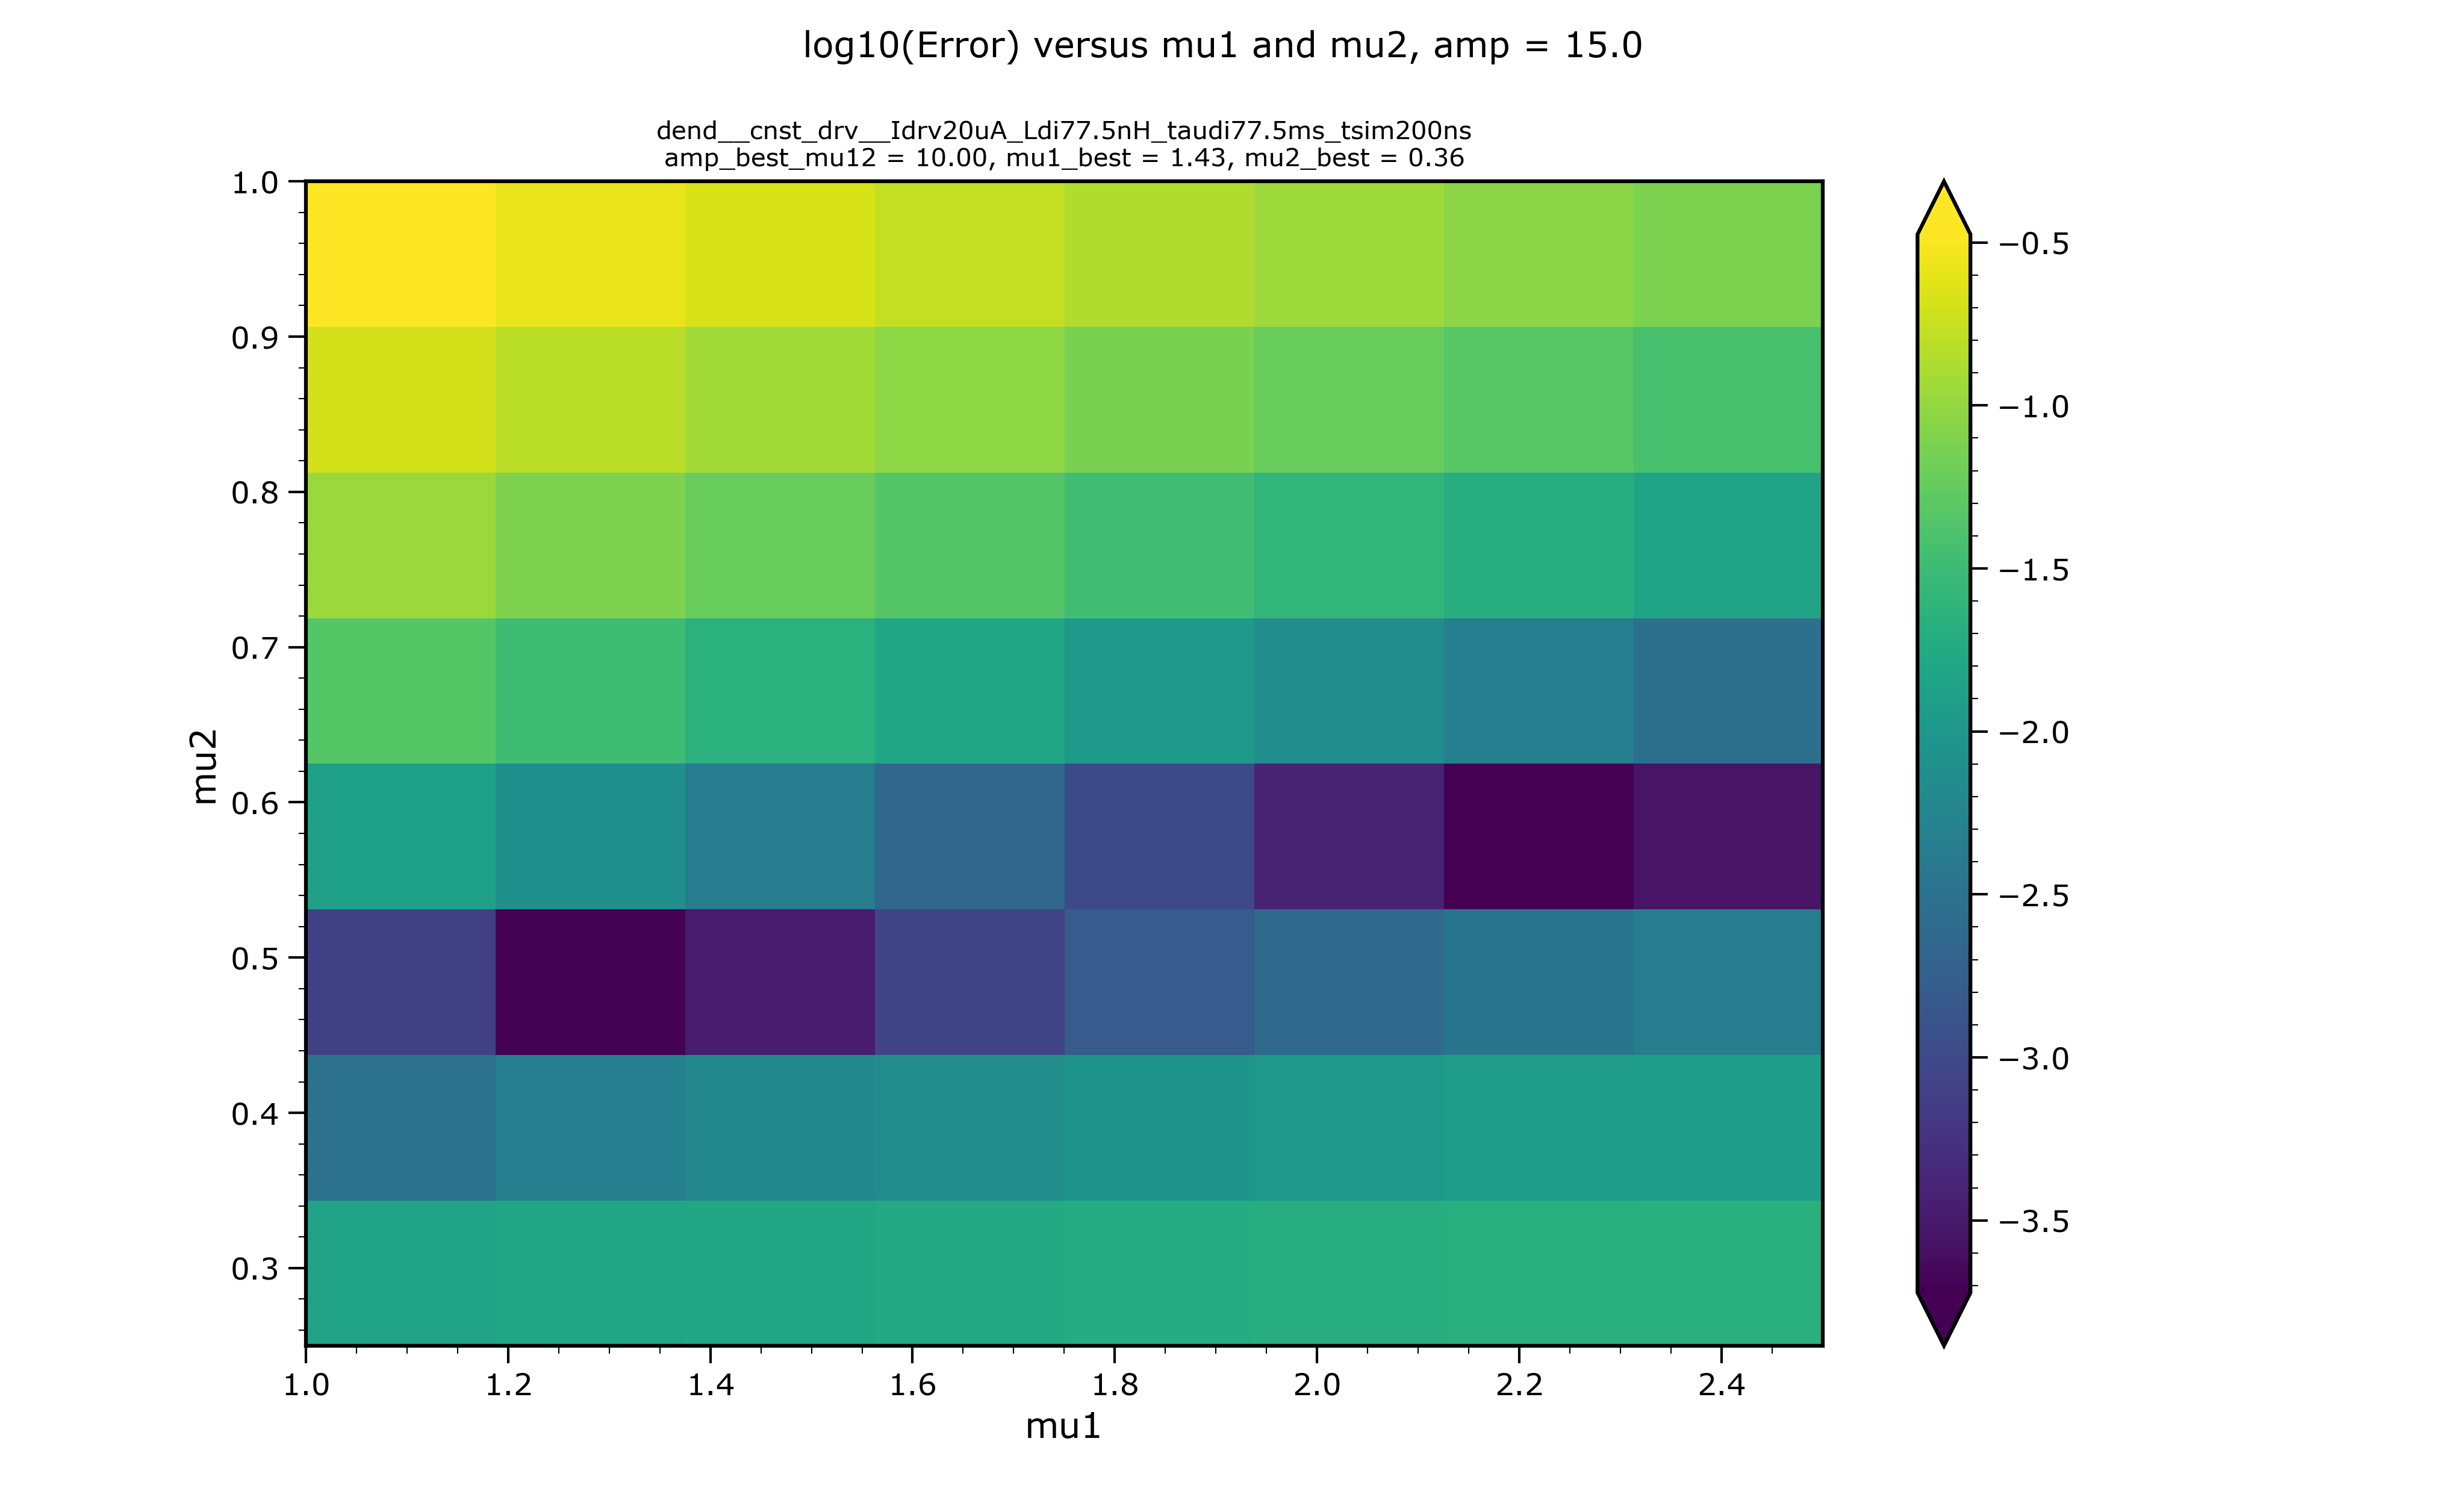 log10(Error) versus mu1 and mu2, amp = 15.0
dend__cnst_drv__Idrv20uA_Ldi77.5nH_taudi77.5ms_tsim200ns
amp_best_mu12 = 10.00, mu1_best = 1.43, mu2_best = 0.36
mu2
1.0
0.9
0.8
0.7
0.6
0.5
0.4
0.3
1.0 1.2 1.4 1.6 1.8 2.0 2.2 2.4
mu1
−0.5
−1.0
−1.5
−2.0
−2.5
−3.0
−3.5